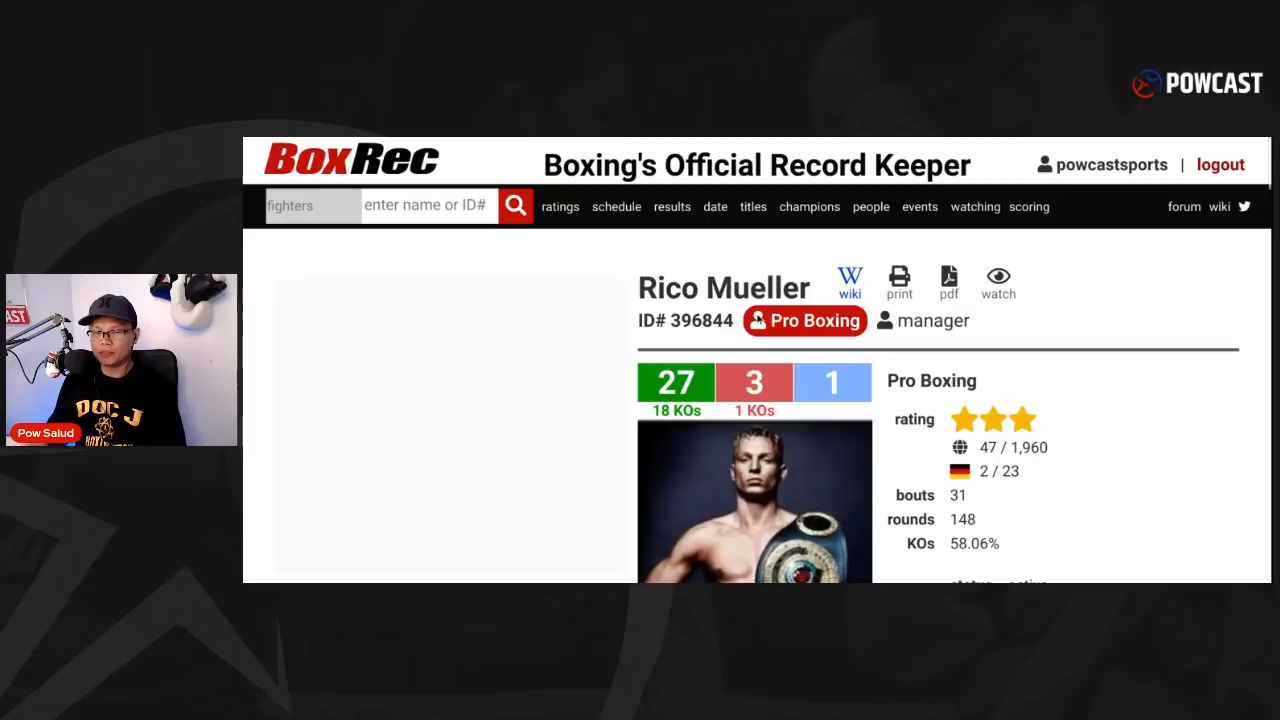 POWCAST
BoxRec
Boxing's Official Record Keeper
powcastsports | logout
fighters
enter name or ID#
ratings schedule results date titles champions people events watching scoring
forum wiki
Rico Mueller
W
wiki print pdf watch
ID# 396844 Pro Boxing manager
27 3 1
18 KOs 1 KOs
Pro Boxing
rating
47 / 1,960
2 / 23
bouts 31
rounds 148
KOs 58.06%
AST
DOC J
Pow Salud